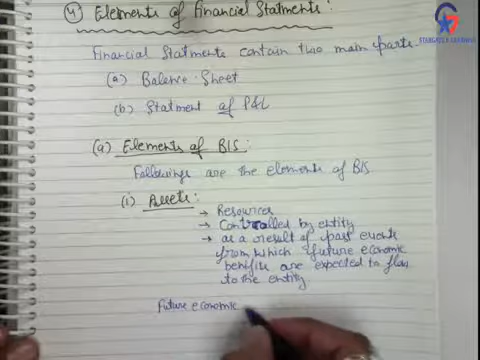 (4) Elements of Financial Statments :
Financial Statments contain two main parts.
(a) Balance Sheet
(b) Statment of P&L
(a) Elements of B/S:
Followings are the elements of B/S
(i) Assets:
→ Resources
→ Controlled by entity
→ as a result of past events
from which future economic
benefits are expected to flow
to the entity
Future economic